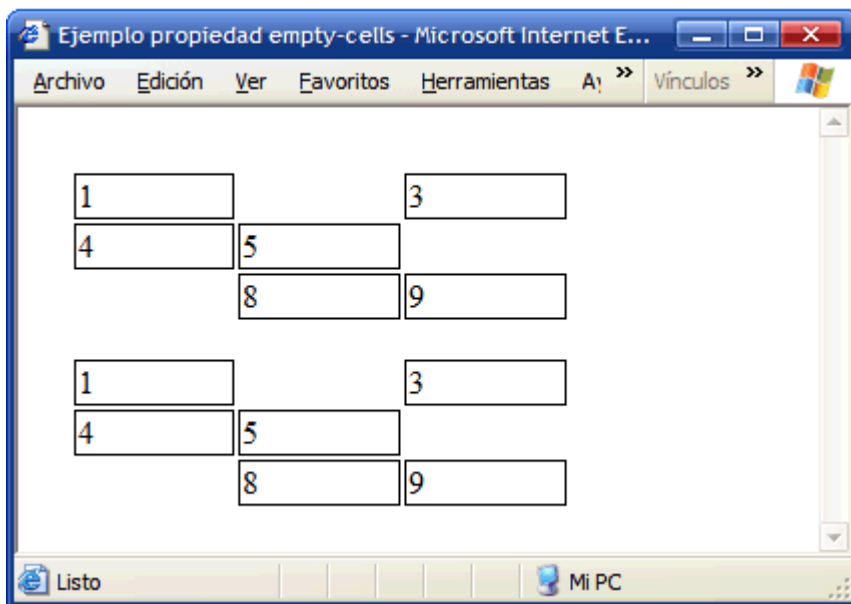 Ejemplo propiedad empty-cells - Microsoft Internet E...
Archivo Edición Ver Favoritos Herramientas Vínculos
1 3
4 5
8 9
1 3
4 5
8 9
Listo Mi PC